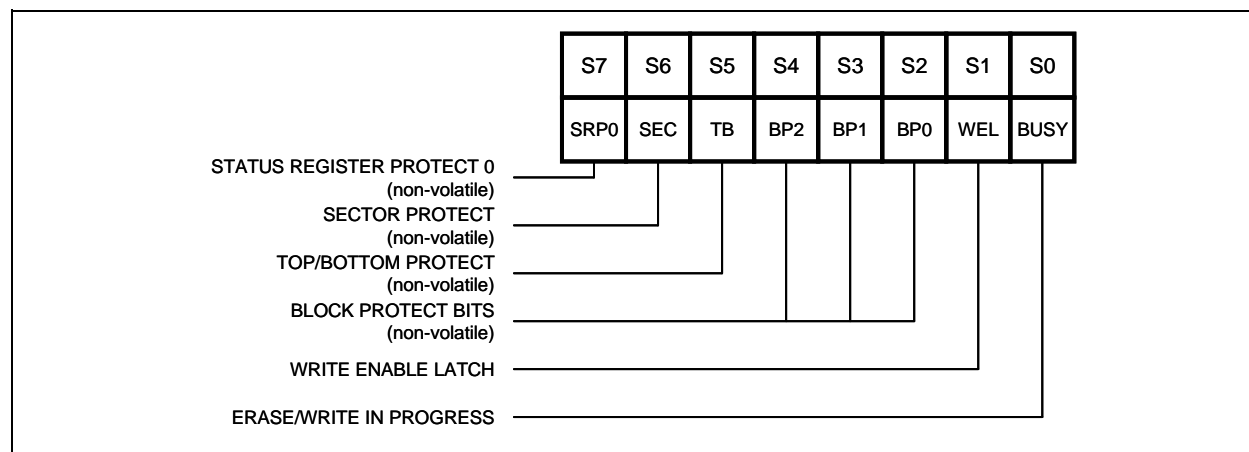 S7 S6 S5 S4 S3 S2 S1 S0
SRP0 SEC TB BP2 BP1 BP0 WEL BUSY
STATUS REGISTER PROTECT 0
(non-volatile)
SECTOR PROTECT
(non-volatile)
TOP/BOTTOM PROTECT
(non-volatile)
BLOCK PROTECT BITS
(non-volatile)
WRITE ENABLE LATCH
ERASE/WRITE IN PROGRESS